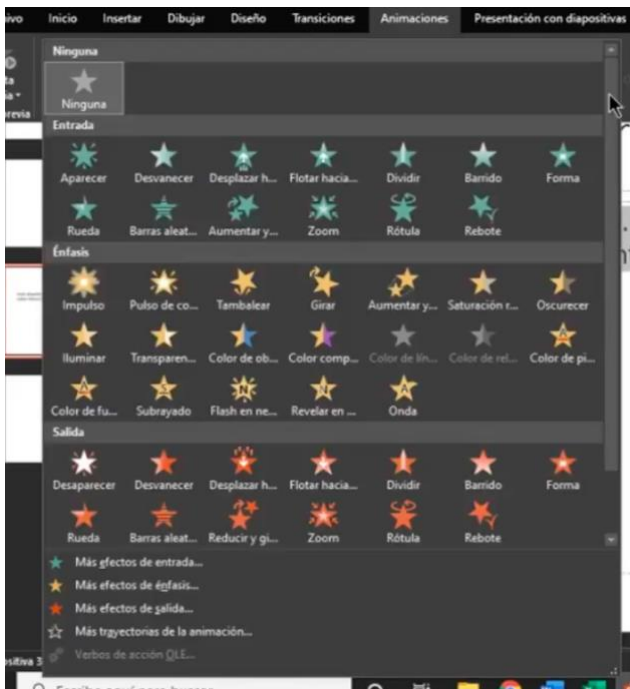 ivo Inicio Insertar Dibujar Diseño Transiciones Animaciones Presentación con diapositivas
Ninguna
Ninguna
Entrada
Aparecer Desvanecer Desplazar h... Flotar hacia... Dividir Barrido Forma
Rueda Barras aleat... Aumentar y... Zoom Rótula Rebote
Énfasis
Impulso Pulso de co... Tambalear Girar Aumentar y... Saturación r... Oscurecer
Iluminar Transparen... Color de ob... Color comp... Color de lín... Color de rel... Color de pi...
Color de fu... Subrayado Flash en ne... Revelar en ... Onda
Salida
Desaparecer Desvanecer Desplazar h... Flotar hacia... Dividir Barrido Forma
Rueda Barras aleat... Reducir y gi... Zoom Rótula Rebote
Más efectos de entrada...
Más efectos de énfasis...
Más efectos de salida...
Más trayectorias de la animación...
Verbos de acción OLE...
ositiva 3